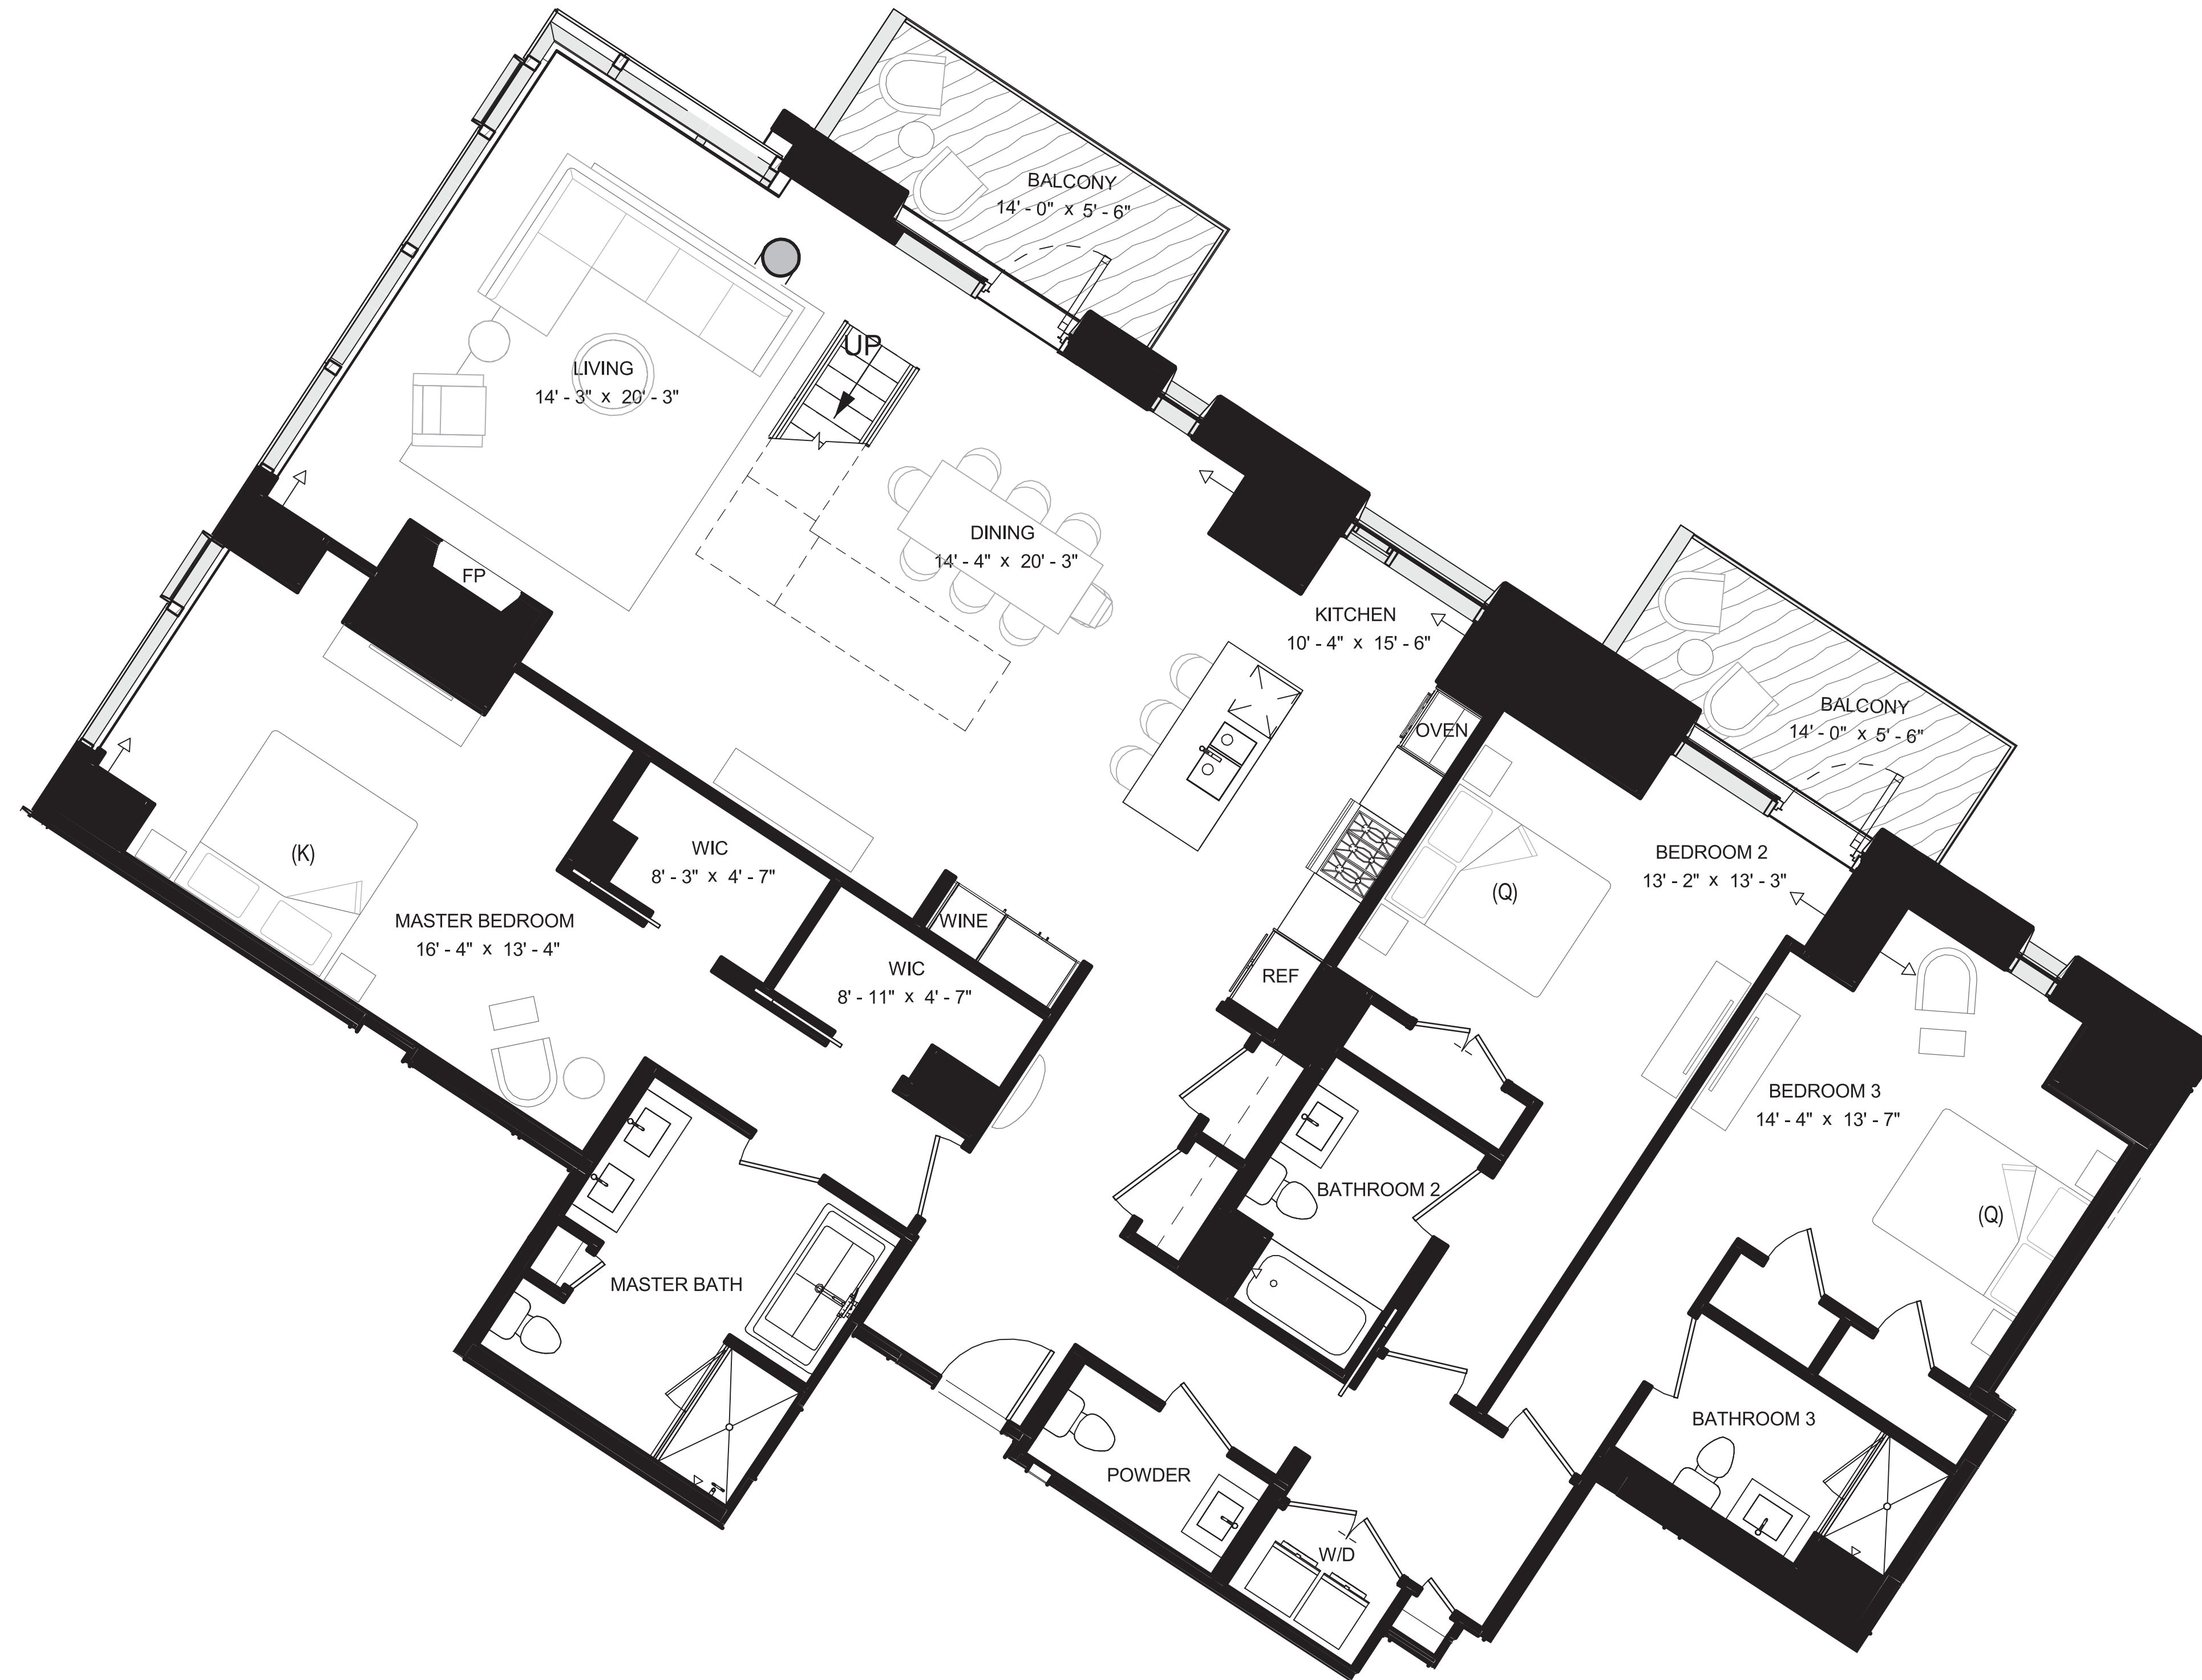 BALCONY
14' - 0" x 5' - 6"
UP
LIVING
14' - 3" x 20' - 3"
DINING
14' - 4" x 20' - 3"
FP
KITCHEN
10' - 4" x 15' - 6"
BALCONY
14' - 0" x 5' - 6"
OVEN
(K)
WIC
8' - 3" x 4' - 7"
BEDROOM 2
13' - 2" x 13' - 3"
(Q)
MASTER BEDROOM
16' - 4" x 13' - 4"
WINE
WIC
8' - 11" x 4' - 7"
REF
BEDROOM 3
14' - 4" x 13' - 7"
BATHROOM 2
(Q)
MASTER BATH
BATHROOM 3
POWDER
W/D